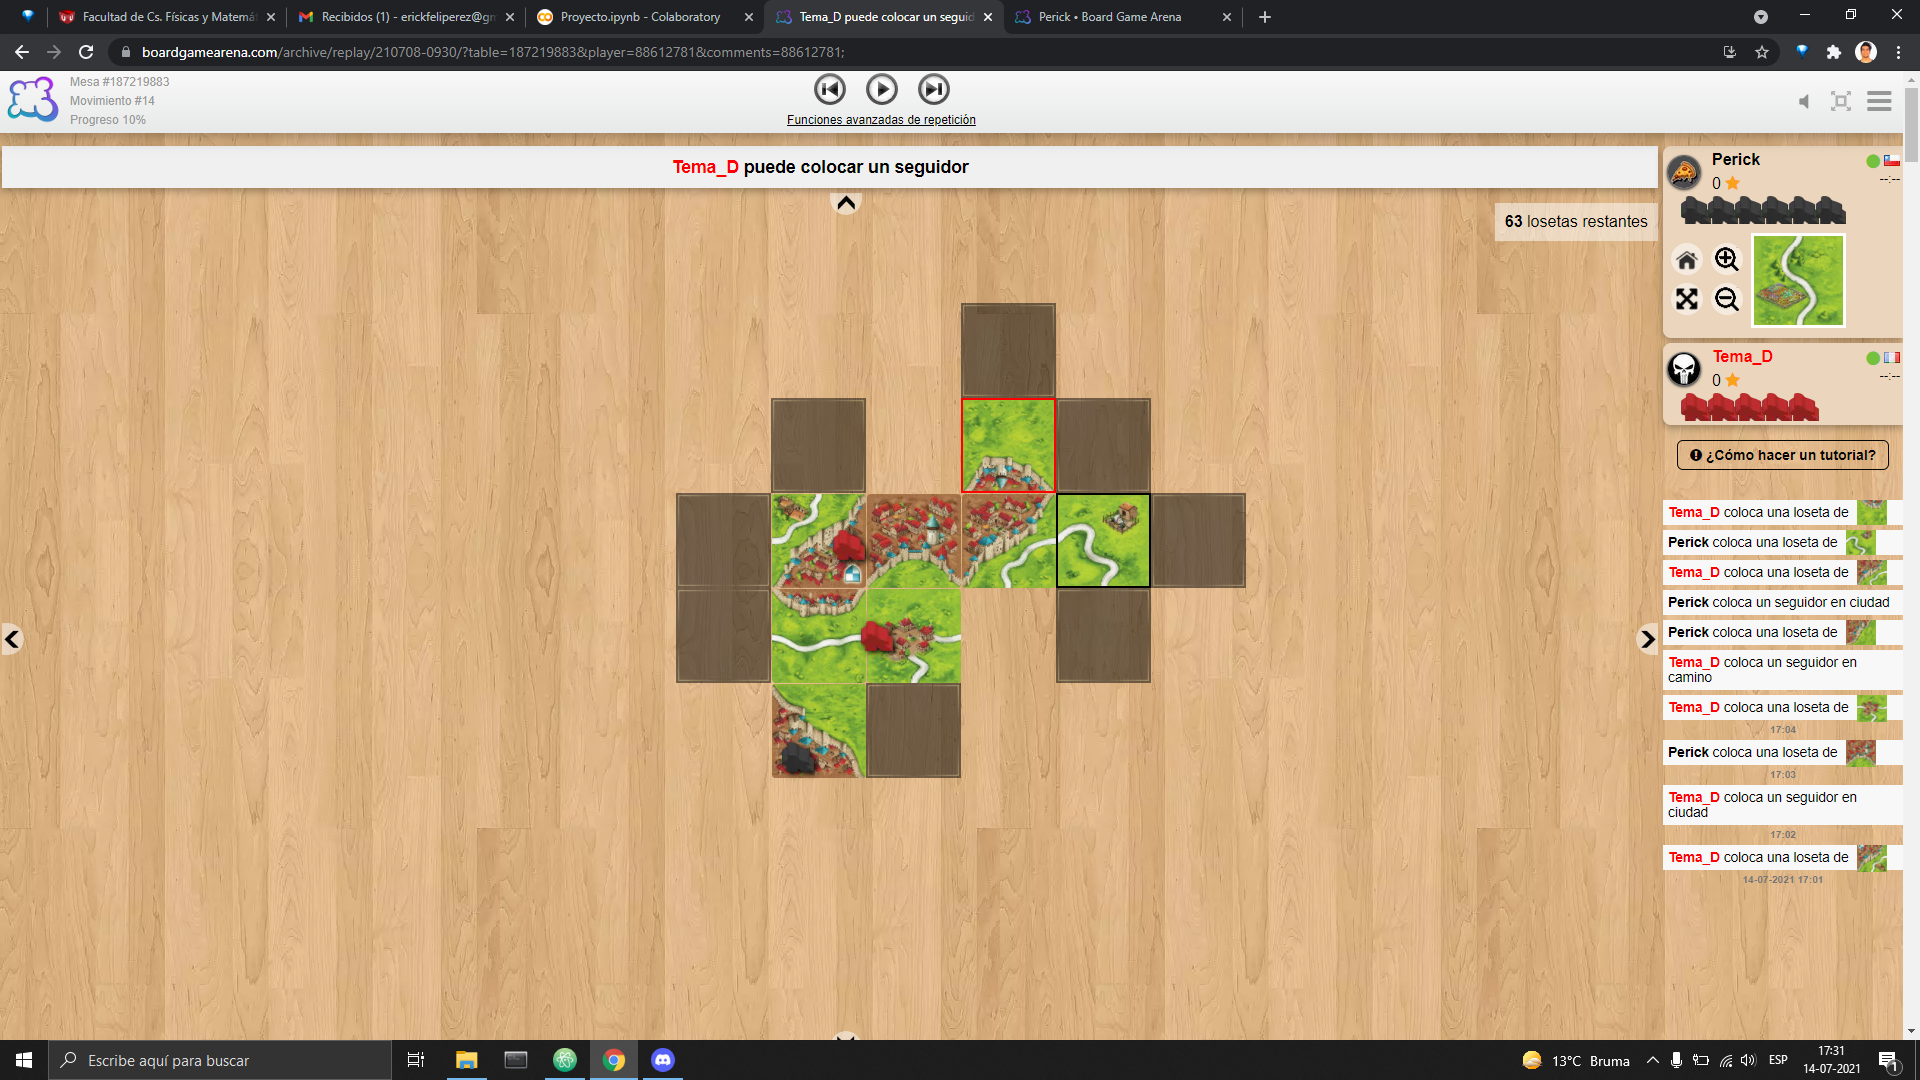 Facultad de Cs. Físicas y Matemá
Recibidos (1) - erickfeliperez@gm
Proyecto.ipynb - Colaboratory
Tema_D puede colocar un seguid
Perick • Board Game Arena
boardgamearena.com/archive/replay/210708-0930/?table=187219883&player=88612781&comments=88612781;
Mesa #187219883
Movimiento #14
Progreso 10%
Funciones avanzadas de repetición
Tema_D puede colocar un seguidor
63 losetas restantes
Perick
0
--:--
Tema_D
0
--:--
¿Cómo hacer un tutorial?
Tema_D coloca una loseta de
Perick coloca una loseta de
Tema_D coloca una loseta de
Perick coloca un seguidor en ciudad
Perick coloca una loseta de
Tema_D coloca un seguidor en
camino
Tema_D coloca una loseta de
17:04
Perick coloca una loseta de
17:03
Tema_D coloca un seguidor en
ciudad
17:02
Tema_D coloca una loseta de
14-07-2021 17:01
Escribe aquí para buscar
13°C Bruma
ESP
17:31
14-07-2021
1